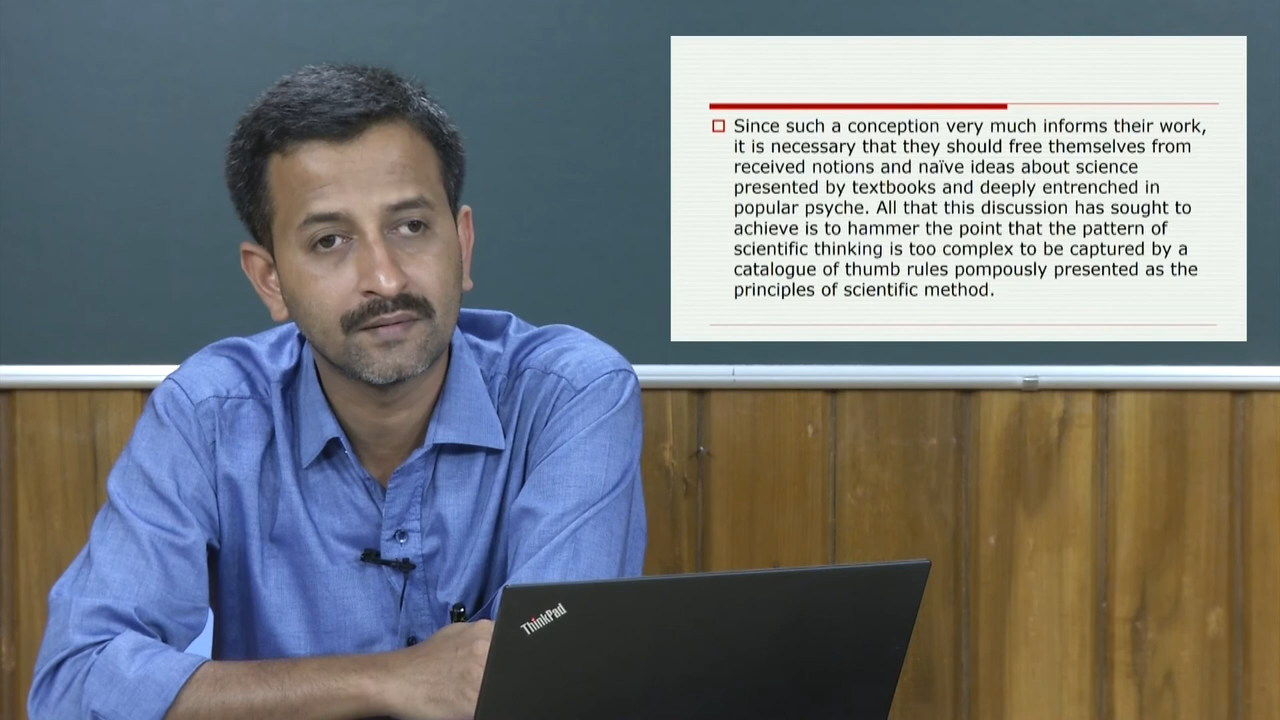 Since such a conception very much informs their work,
it is necessary that they should free themselves from
received notions and naïve ideas about science
presented by textbooks and deeply entrenched in
popular psyche. All that this discussion has sought to
achieve is to hammer the point that the pattern of
scientific thinking is too complex to be captured by a
catalogue of thumb rules pompously presented as the
principles of scientific method.
ThinkPad